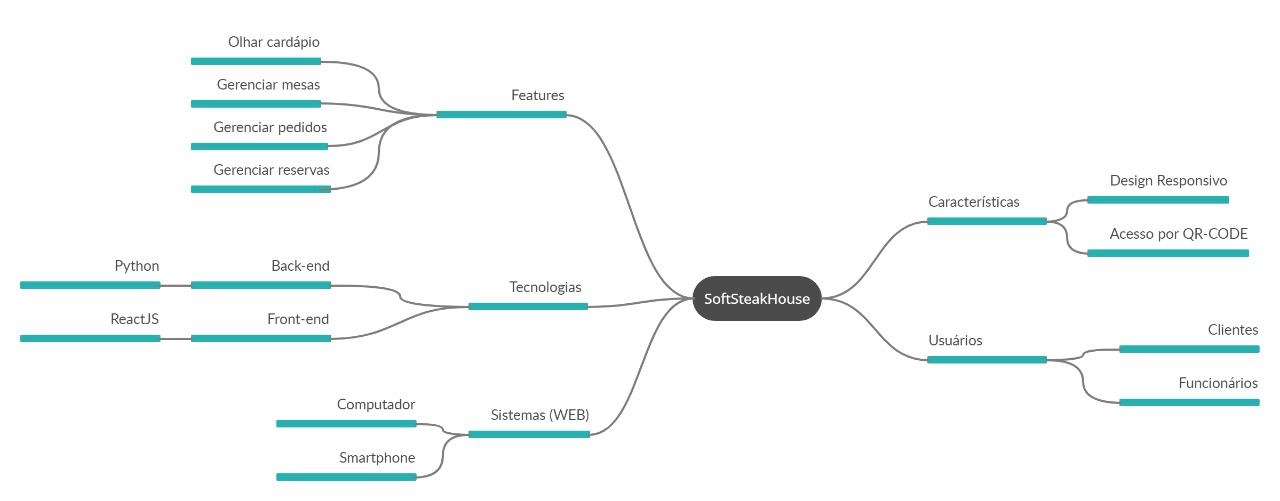 Olhar cardápio
Gerenciar mesas
Gerenciar pedidos
Gerenciar reservas
Features
Python
Back-end
ReactJS
Front-end
Tecnologias
Computador
Smartphone
Sistemas (WEB)
SoftSteakHouse
Características
Design Responsivo
Acesso por QR-CODE
Usuários
Clientes
Funcionários